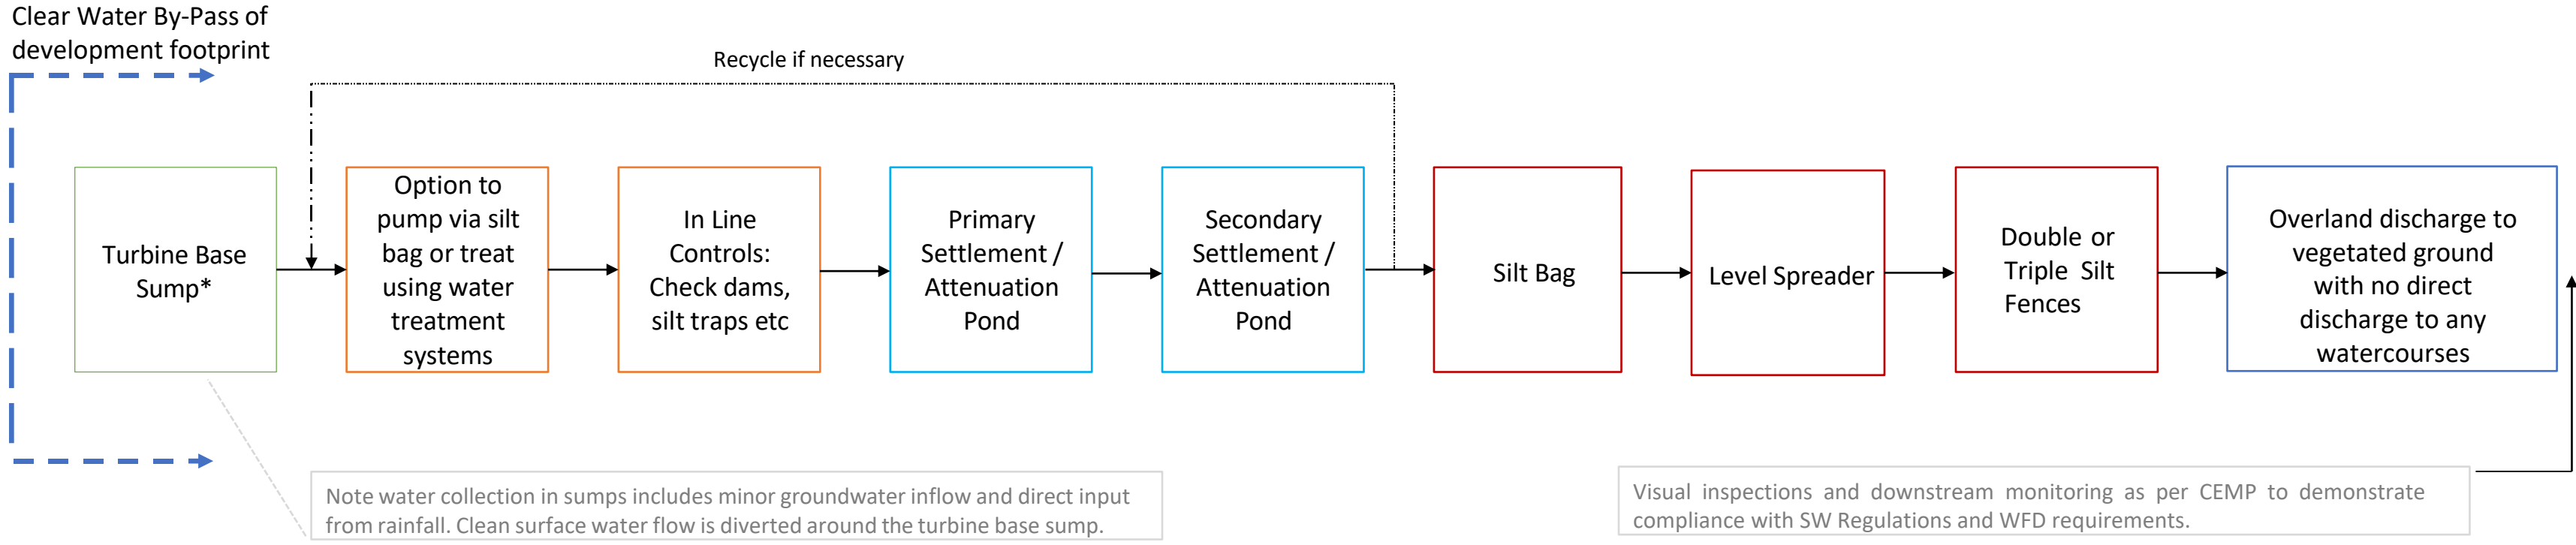 Clear Water By-Pass of
development footprint
Recycle if necessary
Turbine Base
Sump*
Option to
pump via silt
bag or treat
using water
treatment
systems
In Line
Controls:
Check dams,
silt traps etc
Primary
Settlement /
Attenuation
Pond
Secondary
Settlement /
Attenuation
Pond
Silt Bag
Level Spreader
Double or
Triple Silt
Fences
Overland discharge to
vegetated ground
with no direct
discharge to any
watercourses
Note water collection in sumps includes minor groundwater inflow and direct input
from rainfall. Clean surface water flow is diverted around the turbine base sump.
Visual inspections and downstream monitoring as per CEMP to demonstrate
compliance with SW Regulations and WFD requirements.